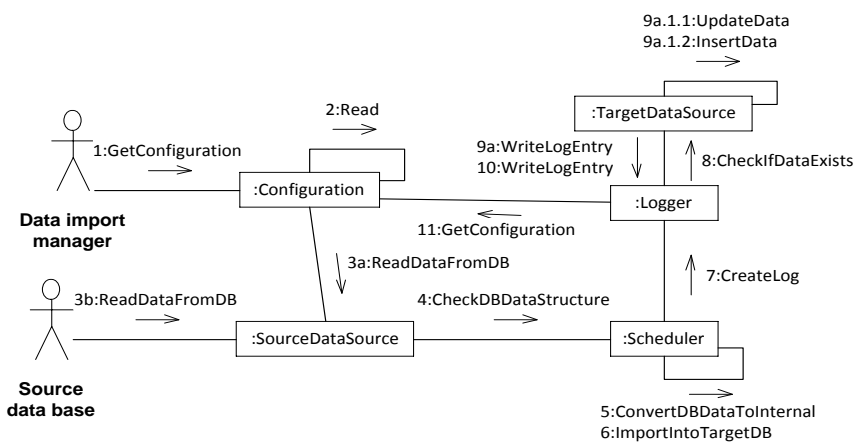 9a.1.1:UpdateData
9a.1.2:InsertData
2:Read
:TargetDataSource
1:GetConfiguration
9a:WriteLogEntry
10:WriteLogEntry
8:CheckIfDataExists
:Configuration
:Logger
Data import
manager
11:GetConfiguration
3a:ReadDataFromDB
7:CreateLog
3b:ReadDataFromDB
4:CheckDBDataStructure
:SourceDataSource
:Scheduler
Source
data base
5:ConvertDBDataToInternal
6:ImportIntoTargetDB